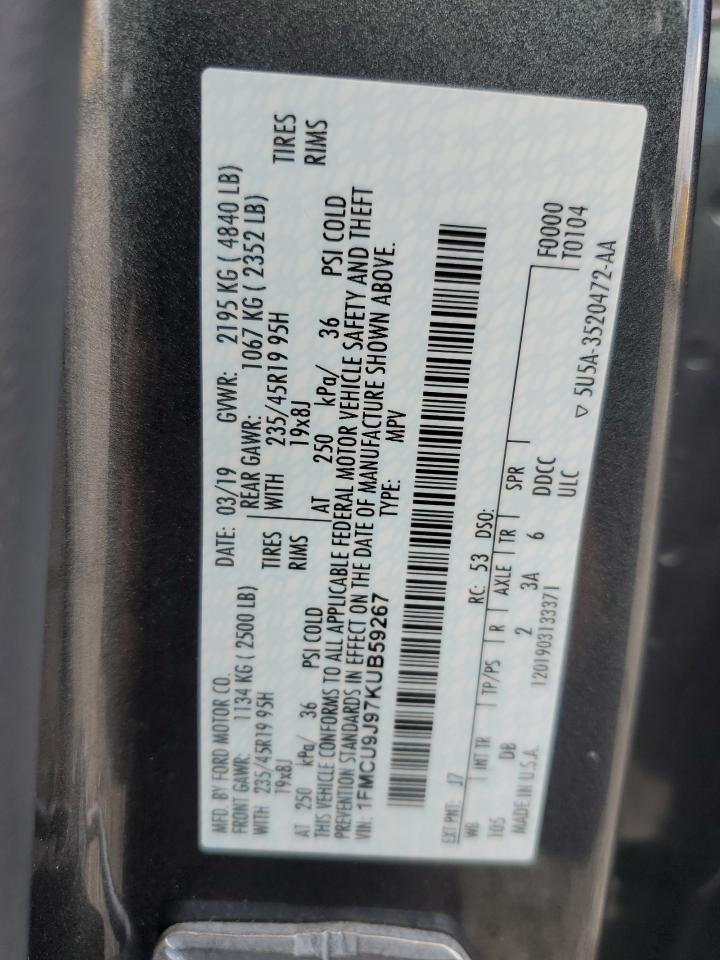 MFD. BY FORD MOTOR CO.
DATE: 03/19 GVWR: 2195 KG ( 4840 LB)
FRONT GAWR: 1134 KG ( 2500 LB)
REAR GAWR: 1067 KG ( 2352 LB)
WITH 235/45R19 95H TIRES
WITH 235/45R19 95H TIRES
19x8J RIMS
19x8J RIMS
AT 250 kPa/ 36 PSI COLD
AT 250 kPa/ 36 PSI COLD
THIS VEHICLE CONFORMS TO ALL APPLICABLE FEDERAL MOTOR VEHICLE SAFETY AND THEFT
PREVENTION STANDARDS IN EFFECT ON THE DATE OF MANUFACTURE SHOWN ABOVE.
VIN: 1FMCU9J97KUB59267 TYPE: MPV
EXT PNT: J7 RC: 53 DSO:
WB INT TR TP/PS R AXLE TR SPR F0000
105 DB 2 3A 6 DDCC T0104
MADE IN U.S.A. 1201903133371 ULC ▽ 5U5A-3520472-AA